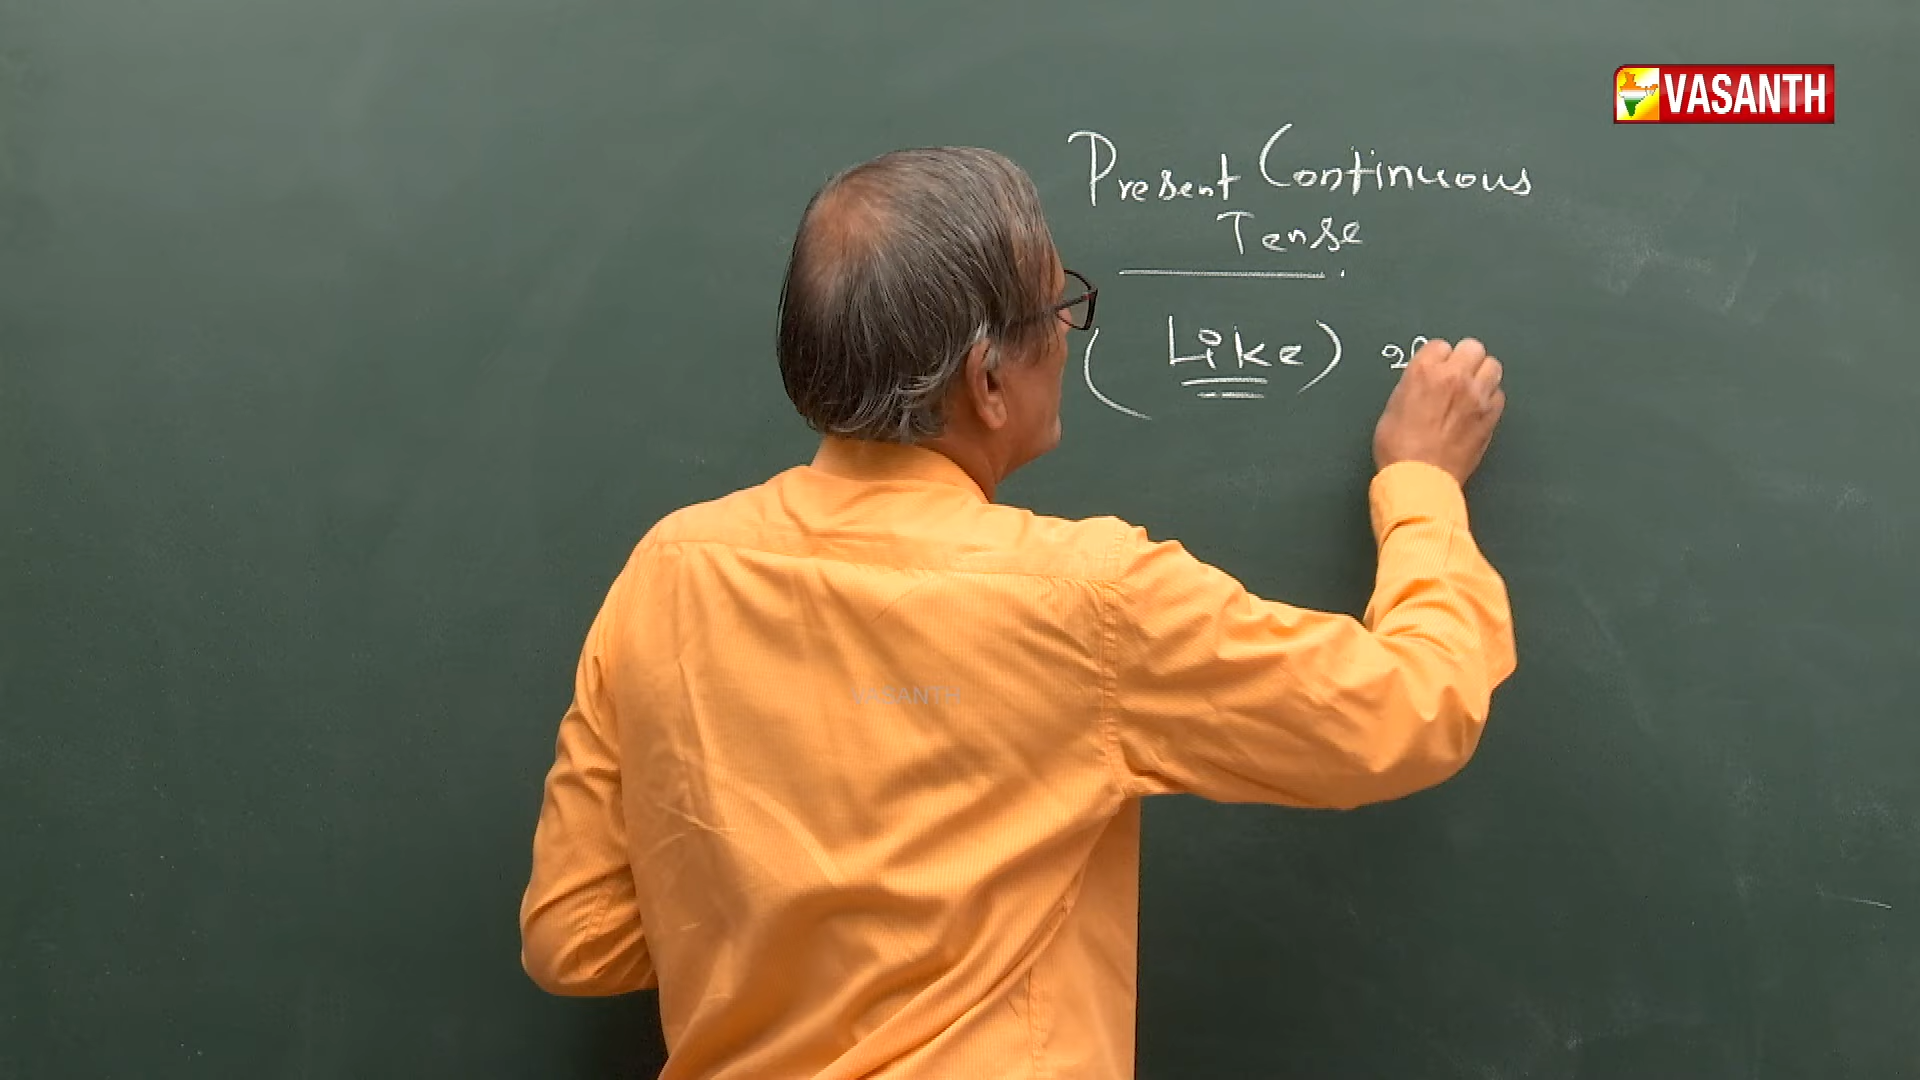 VASANTH
Present Continuous
Tense
( Like )
VASANTH